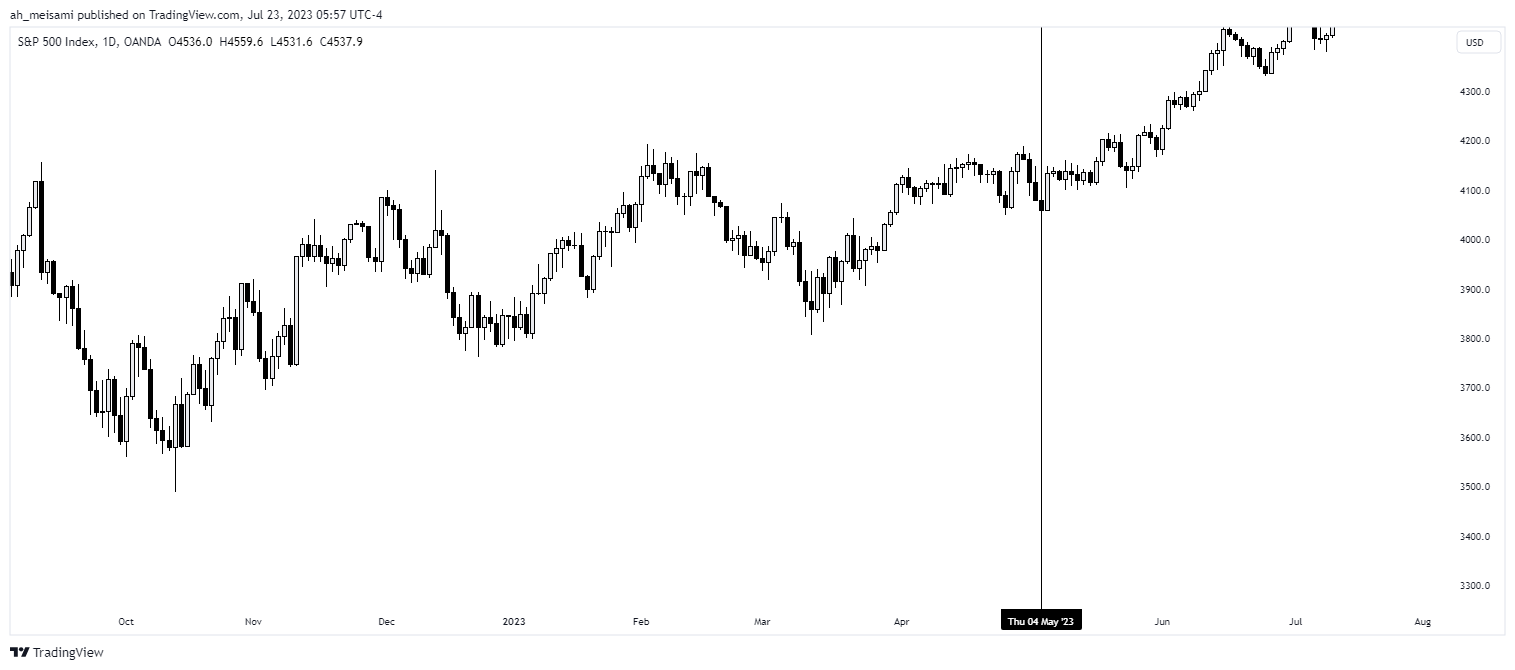 ah_meisami published on TradingView.com, Jul 23, 2023 05:57 UTC-4
S&P 500 Index, 1D, OANDA O4536.0 H4559.6 L4531.6 C4537.9
USD
4300.0
4200.0
4100.0
4000.0
3900.0
3800.0
3700.0
3600.0
3500.0
3400.0
3300.0
Oct Nov Dec 2023 Feb Mar Apr Thu 04 May '23 Jun Jul Aug
TradingView